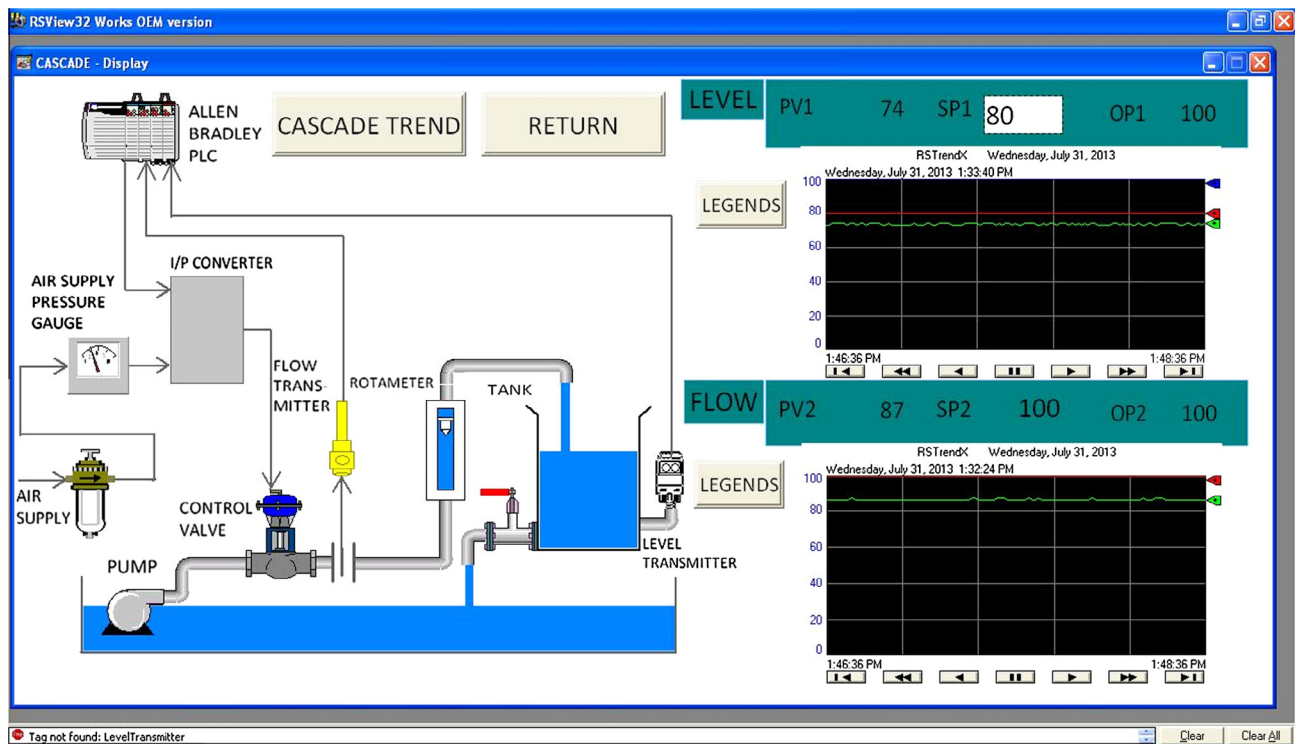 RSView32 Works OEM version
CASCADE - Display
ALLEN
BRADLEY
PLC
CASCADE TREND
RETURN
LEVEL
PV1 74 SP1 80 OP1 100
RSTrendX Wednesday, July 31, 2013
Wednesday, July 31, 2013 1:33:40 PM
LEGENDS
100
80
60
40
20
0
1:46:36 PM 1:48:36 PM
I/P CONVERTER
AIR SUPPLY
PRESSURE
GAUGE
FLOW
TRANS-
MITTER
ROTAMETER
TANK
FLOW
PV2 87 SP2 100 OP2 100
RSTrendX Wednesday, July 31, 2013
Wednesday, July 31, 2013 1:32:24 PM
LEGENDS
100
80
60
40
20
0
1:46:36 PM 1:48:36 PM
AIR
SUPPLY
CONTROL
VALVE
PUMP
LEVEL
TRANSMITTER
Tag not found: LevelTransmitter
Clear
Clear All